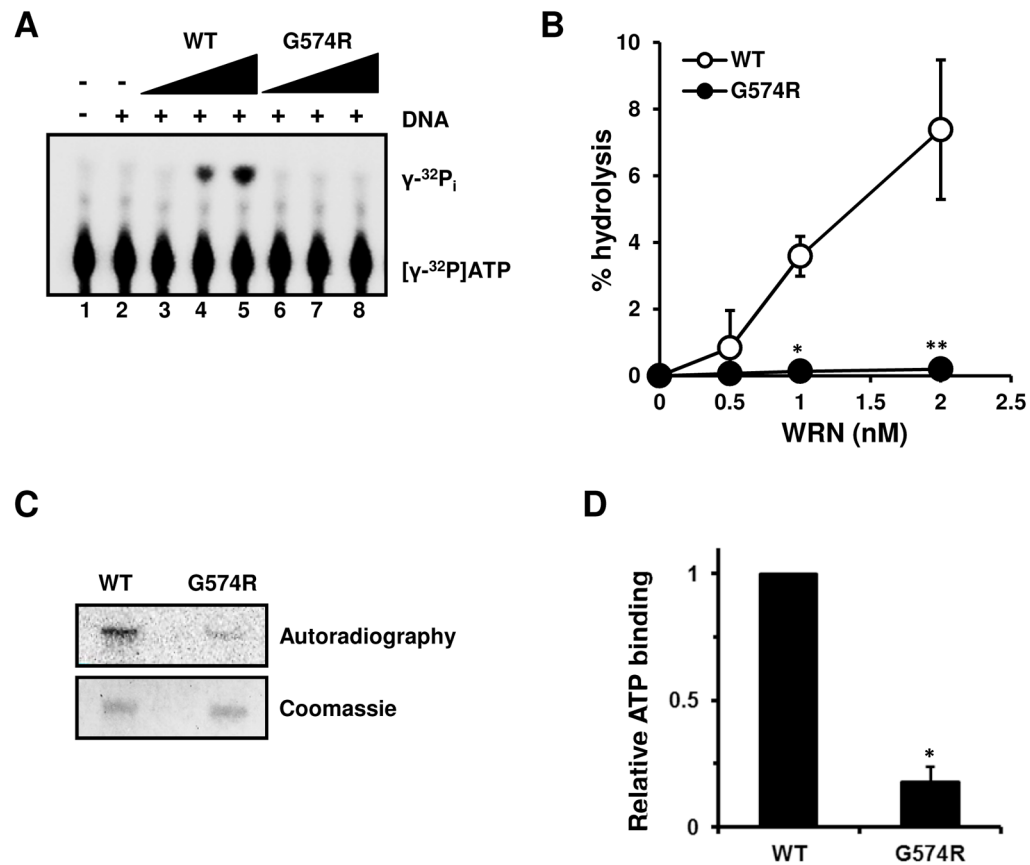 A
WT G574R
- -
- + + + + + + + DNA
γ-³²Pᵢ
[γ-³²P]ATP
1 2 3 4 5 6 7 8
B
10
8
6
4
2
0
% hydrolysis
WT
G574R
* **
0 0.5 1 1.5 2 2.5
WRN (nM)
C
WT G574R
Autoradiography
Coomassie
D
Relative ATP binding
1
0.5
0
*
WT G574R